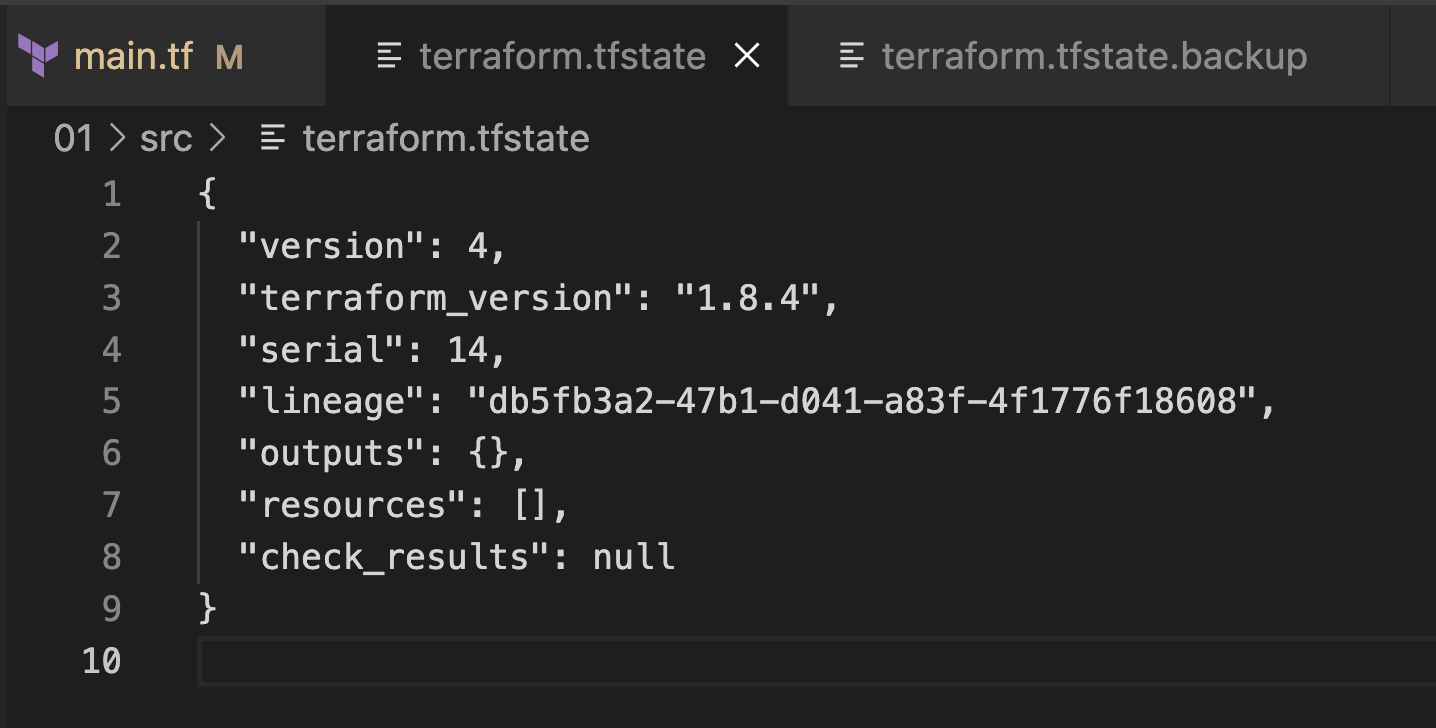 main.tf M terraform.tfstate terraform.tfstate.backup
01 > src > terraform.tfstate
1 {
2 "version": 4,
3 "terraform_version": "1.8.4",
4 "serial": 14,
5 "lineage": "db5fb3a2-47b1-d041-a83f-4f1776f18608",
6 "outputs": {},
7 "resources": [],
8 "check_results": null
9 }
10